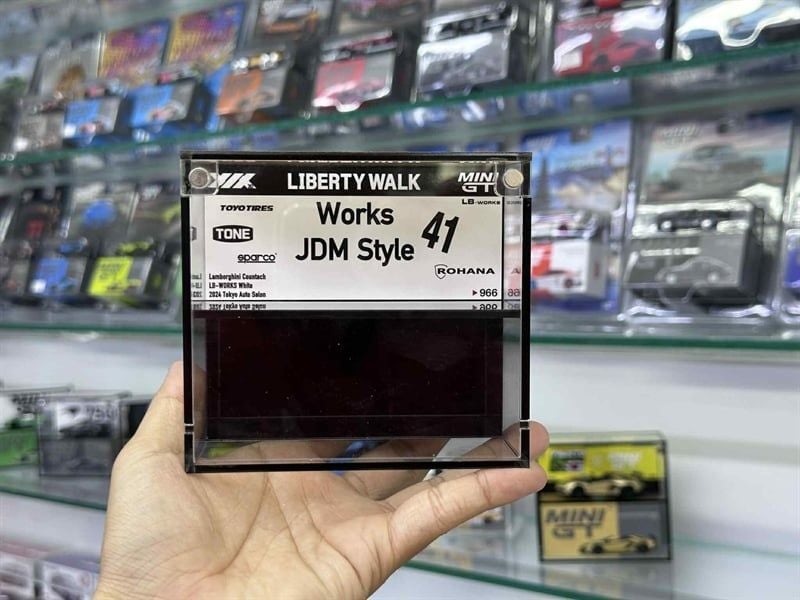 LIBERTY WALK
MINI GT
TOYO TIRES
Works
41
LB-WORKS
TONE
JDM Style
sparco
ROHANA
Lamborghini Countach
LB-WORKS White
2024 Tokyo Auto Salon
966
MINI
GT